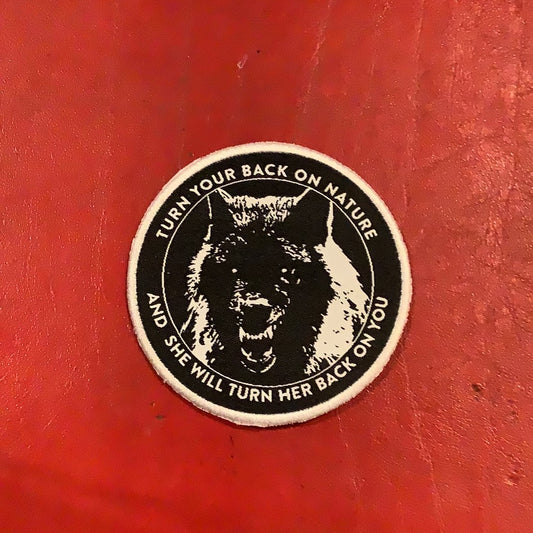 TURN YOUR BACK ON NATURE
AND SHE WILL TURN HER BACK ON YOU